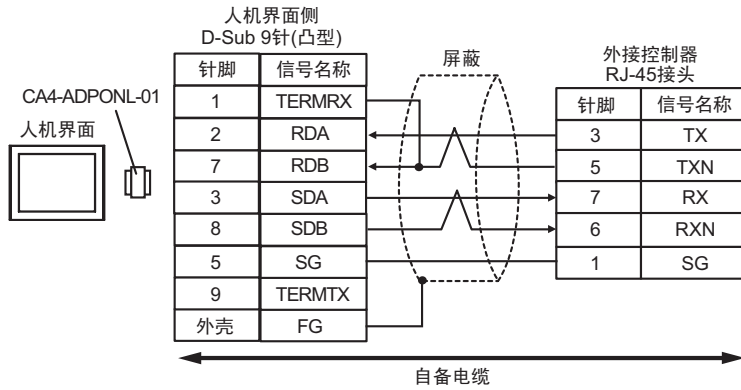 人机界面侧
D-Sub 9针(凸型)
屏蔽
外接控制器
RJ-45接头
CA4-ADPONL-01
人机界面
针脚 信号名称
1 TERMRX
2 RDA
7 RDB
3 SDA
8 SDB
5 SG
9 TERMTX
外壳 FG
针脚 信号名称
3 TX
5 TXN
7 RX
6 RXN
1 SG
自备电缆